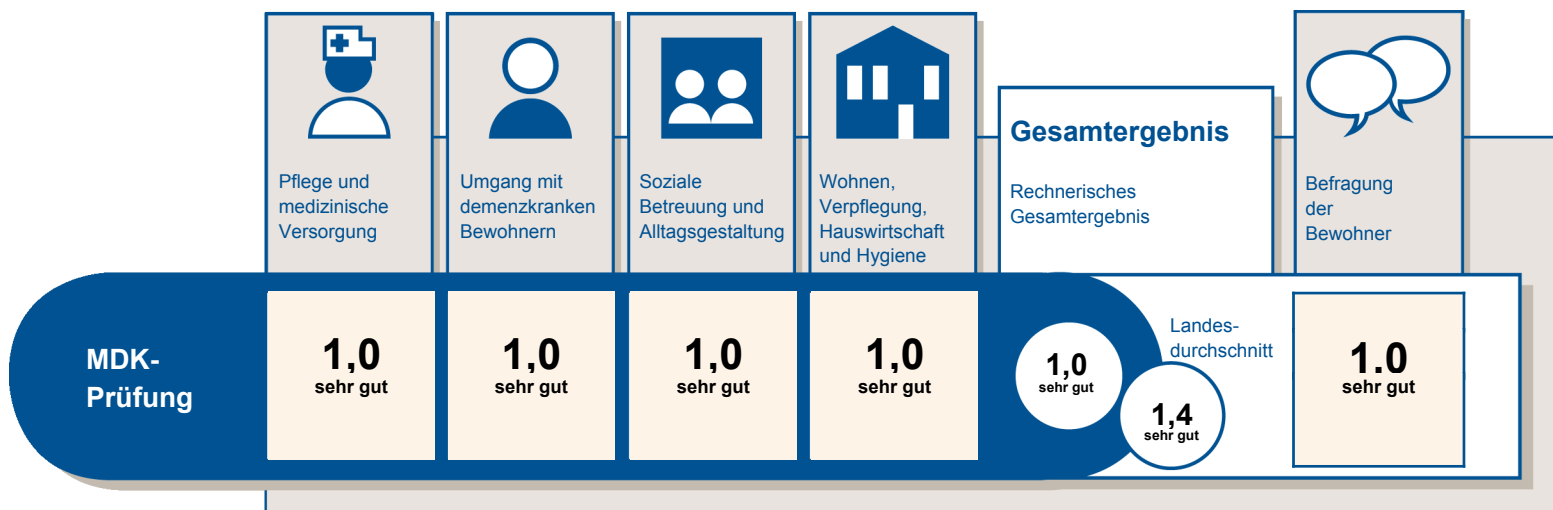 Pflege und
medizinische
Versorgung
Umgang mit
demenzkranken
Bewohnern
Soziale
Betreuung und
Alltagsgestaltung
Wohnen,
Verpflegung,
Hauswirtschaft
und Hygiene
Gesamtergebnis
Rechnerisches
Gesamtergebnis
Befragung
der
Bewohner
MDK-
Prüfung
1,0
sehr gut
1,0
sehr gut
1,0
sehr gut
1,0
sehr gut
1,0
sehr gut
Landes-
durchschnitt
1,4
sehr gut
1.0
sehr gut